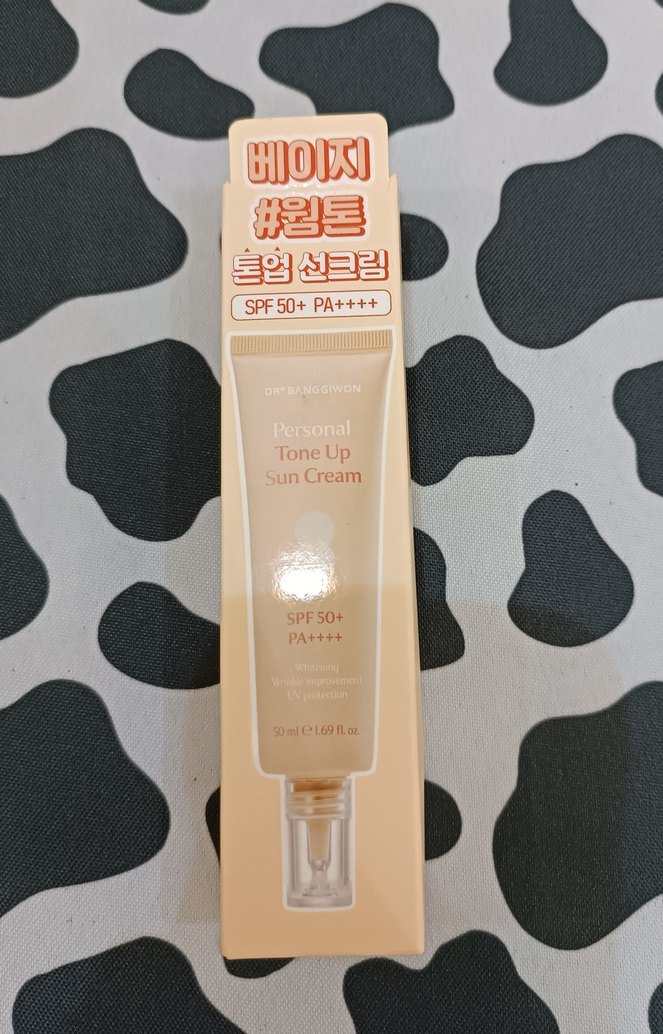 베이지
#웜톤
톤업 선크림
SPF 50+ PA++++
DR+ BANGGIWON
Personal
Tone Up
Sun Cream
SPF 50+
PA++++
Whitening
Wrinkle improvement
UV protection
50 ml ℮ 1.69 fl. oz.